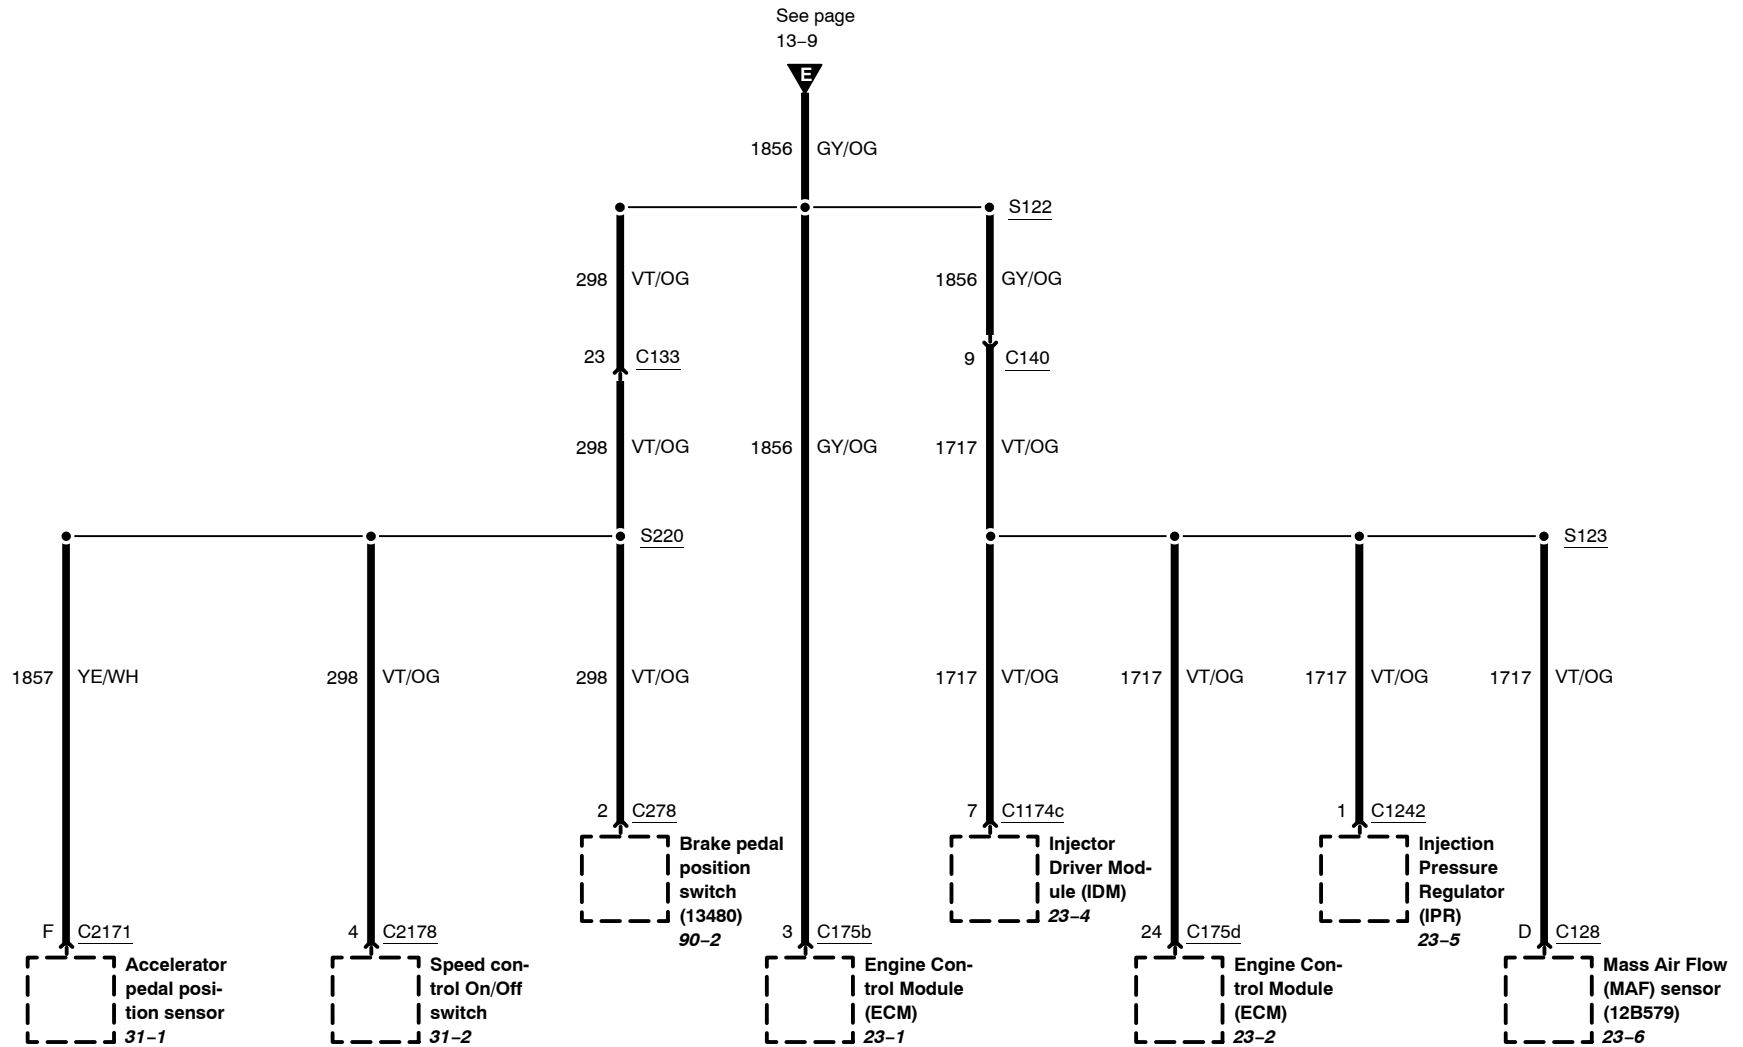 See page
13–9
E
1856 GY/OG
S122
298 VT/OG
1856 GY/OG
23 C133
9 C140
298 VT/OG
1856 GY/OG
1717 VT/OG
S220
S123
1857 YE/WH
298 VT/OG
298 VT/OG
1717 VT/OG
1717 VT/OG
1717 VT/OG
1717 VT/OG
2 C278
Brake pedal
position
switch
(13480)
90–2
7 C1174c
Injector
Driver Mod-
ule (IDM)
23–4
1 C1242
Injection
Pressure
Regulator
(IPR)
23–5
F C2171
Accelerator
pedal posi-
tion sensor
31–1
4 C2178
Speed con-
trol On/Off
switch
31–2
3 C175b
Engine Con-
trol Module
(ECM)
23–1
24 C175d
Engine Con-
trol Module
(ECM)
23–2
D C128
Mass Air Flow
(MAF) sensor
(12B579)
23–6